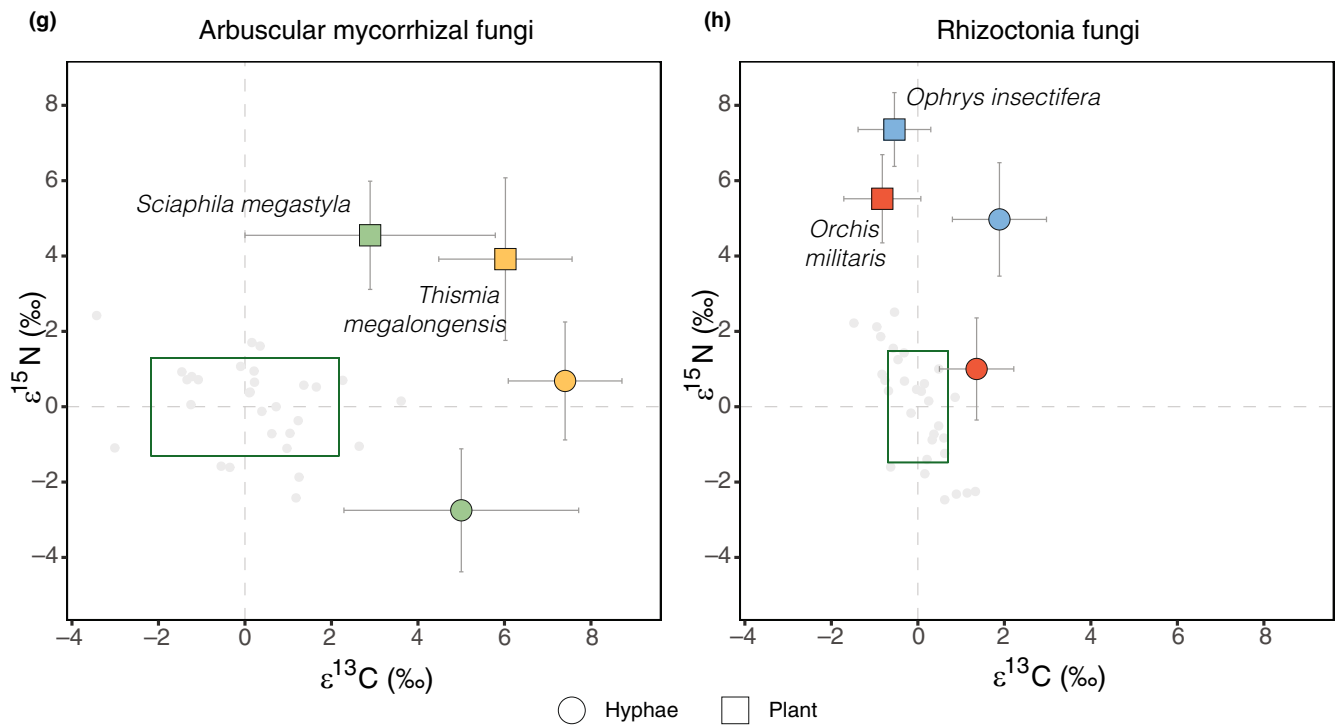 (g)
Arbuscular mycorrhizal fungi
(h)
Rhizoctonia fungi
8
6
4
2
0
−2
−4
ε¹⁵N (‰)
Sciaphila megastyla
Thismia
megalongensis
−4
−2
0
2
4
6
8
ε¹³C (‰)
8
6
4
2
0
−2
−4
ε¹⁵N (‰)
Ophrys insectifera
Orchis
militaris
−4
−2
0
2
4
6
8
ε¹³C (‰)
Hyphae
Plant